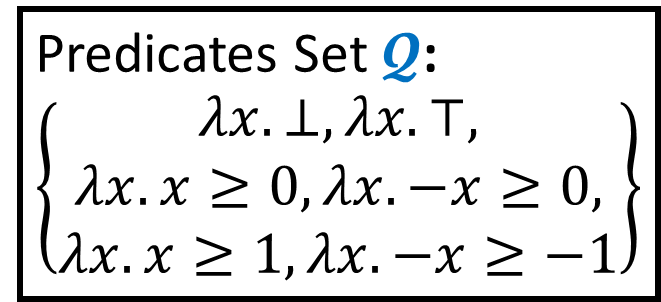 Predicates Set 𝒬:
{ λx. ⊥, λx. ⊤,
λx. x ≥ 0, λx. −x ≥ 0,
λx. x ≥ 1, λx. −x ≥ −1 }